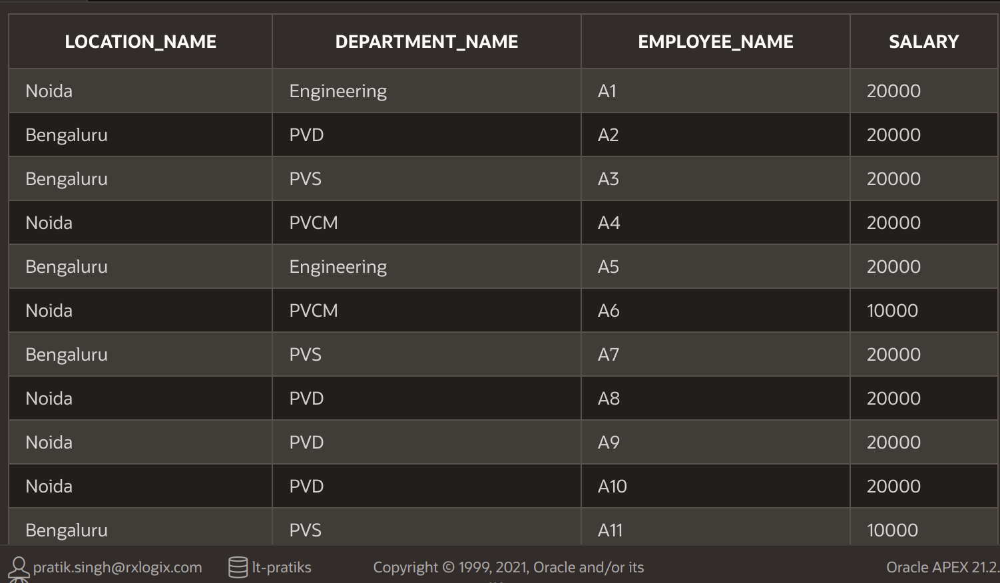 LOCATION_NAME DEPARTMENT_NAME EMPLOYEE_NAME SALARY
Noida Engineering A1 20000
Bengaluru PVD A2 20000
Bengaluru PVS A3 20000
Noida PVCM A4 20000
Bengaluru Engineering A5 20000
Noida PVCM A6 10000
Bengaluru PVS A7 20000
Noida PVD A8 20000
Noida PVD A9 20000
Noida PVD A10 20000
Bengaluru PVS A11 10000
pratik.singh@rxlogix.com lt-pratiks Copyright © 1999, 2021, Oracle and/or its Oracle APEX 21.2.